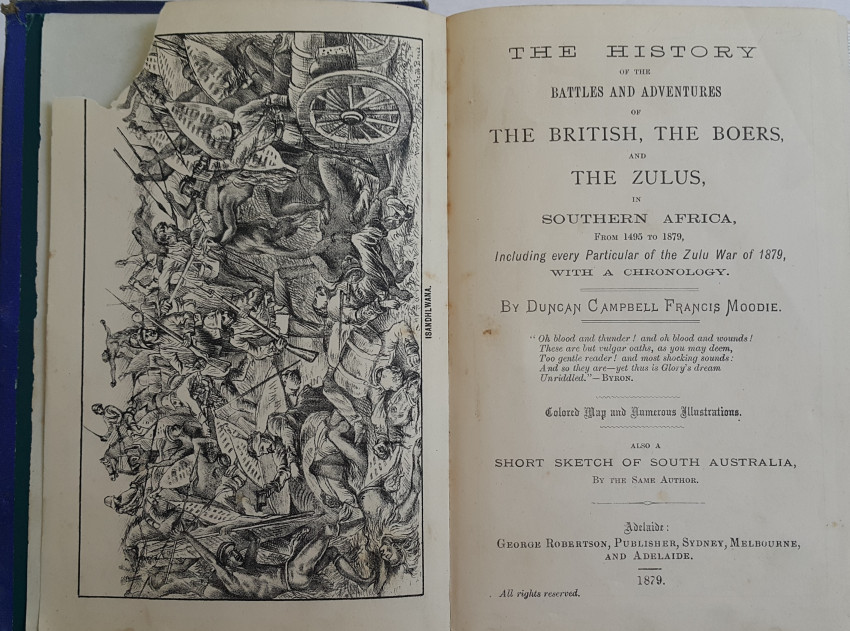 ISANDHLWANA.
THE HISTORY
OF THE
BATTLES AND ADVENTURES
OF
THE BRITISH, THE BOERS,
AND
THE ZULUS,
IN
SOUTHERN AFRICA,
FROM 1495 TO 1879,
Including every Particular of the Zulu War of 1879,
WITH A CHRONOLOGY.
BY DUNCAN CAMPBELL FRANCIS MOODIE.
"Oh blood and thunder! and oh blood and wounds!
These are but vulgar oaths, as you may deem,
Too gentle reader! and most shocking sounds:
And so they are—yet thus is Glory's dream
Unriddled."—BYRON.
Colored Map and Numerous Illustrations.
ALSO A
SHORT SKETCH OF SOUTH AUSTRALIA,
BY THE SAME AUTHOR.
Adelaide:
GEORGE ROBERTSON, PUBLISHER, SYDNEY, MELBOURNE,
AND ADELAIDE.
1879.
All rights reserved.